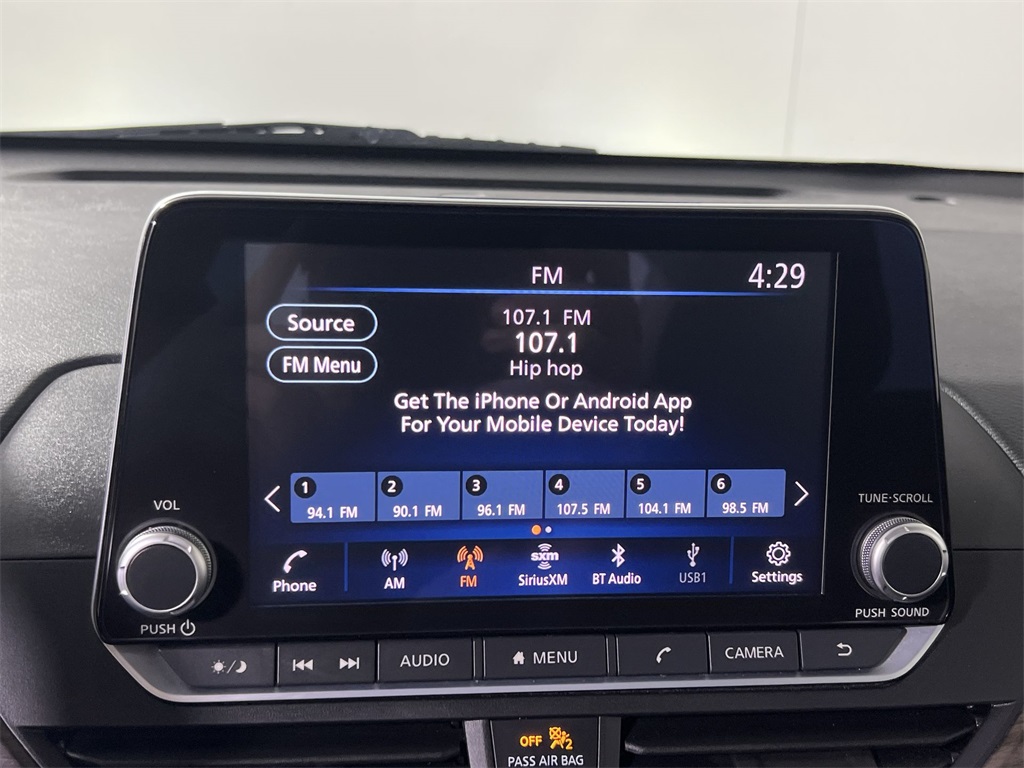 FM 4:29
Source
FM Menu
107.1 FM
107.1
Hip hop
Get The iPhone Or Android App
For Your Mobile Device Today!
1 2 3 4 5 6
94.1 FM 90.1 FM 96.1 FM 107.5 FM 104.1 FM 98.5 FM
VOL
TUNE·SCROLL
sxm
Phone AM FM SiriusXM BT Audio USB1 Settings
PUSH
PUSH SOUND
AUDIO MENU CAMERA
OFF 2
PASS AIR BAG